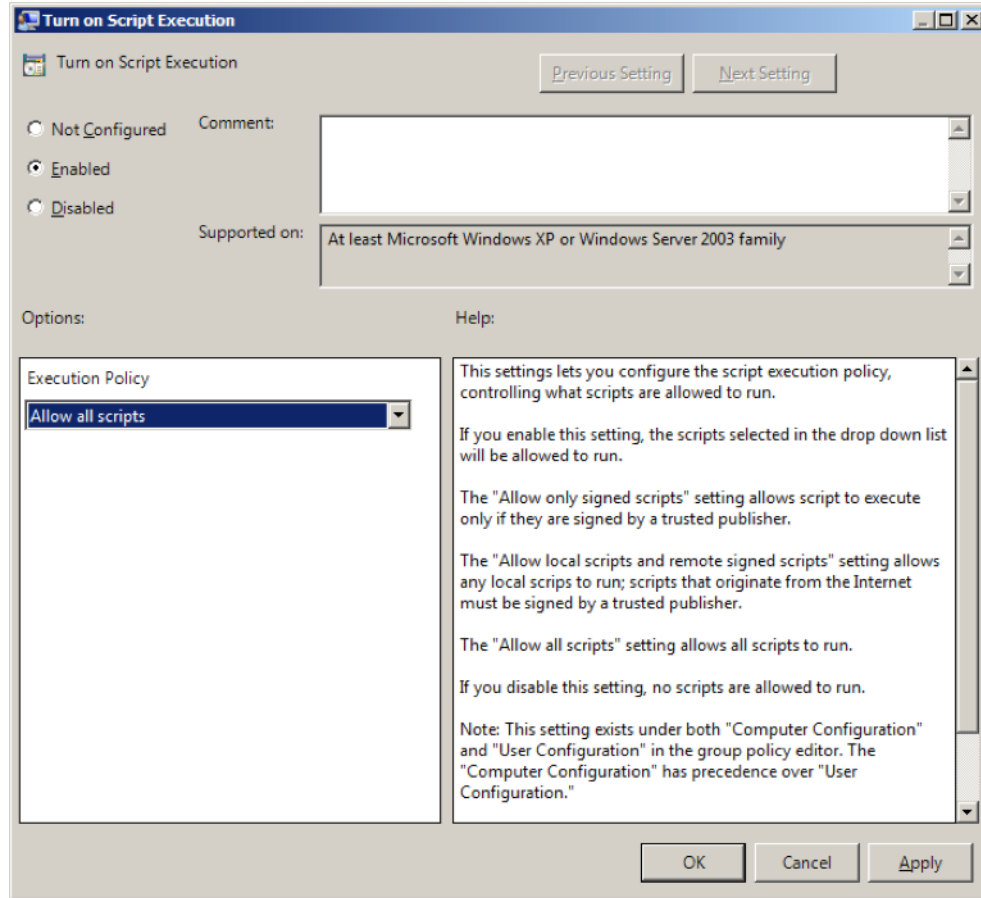 Turn on Script Execution
Turn on Script Execution
Previous Setting
Next Setting
Not Configured
Comment:
Enabled
Disabled
Supported on:
At least Microsoft Windows XP or Windows Server 2003 family
Options:
Help:
Execution Policy
Allow all scripts
This settings lets you configure the script execution policy,
controlling what scripts are allowed to run.
If you enable this setting, the scripts selected in the drop down list
will be allowed to run.
The "Allow only signed scripts" setting allows script to execute
only if they are signed by a trusted publisher.
The "Allow local scripts and remote signed scripts" setting allows
any local scrips to run; scripts that originate from the Internet
must be signed by a trusted publisher.
The "Allow all scripts" setting allows all scripts to run.
If you disable this setting, no scripts are allowed to run.
Note: This setting exists under both "Computer Configuration"
and "User Configuration" in the group policy editor. The
"Computer Configuration" has precedence over "User
Configuration."
OK
Cancel
Apply